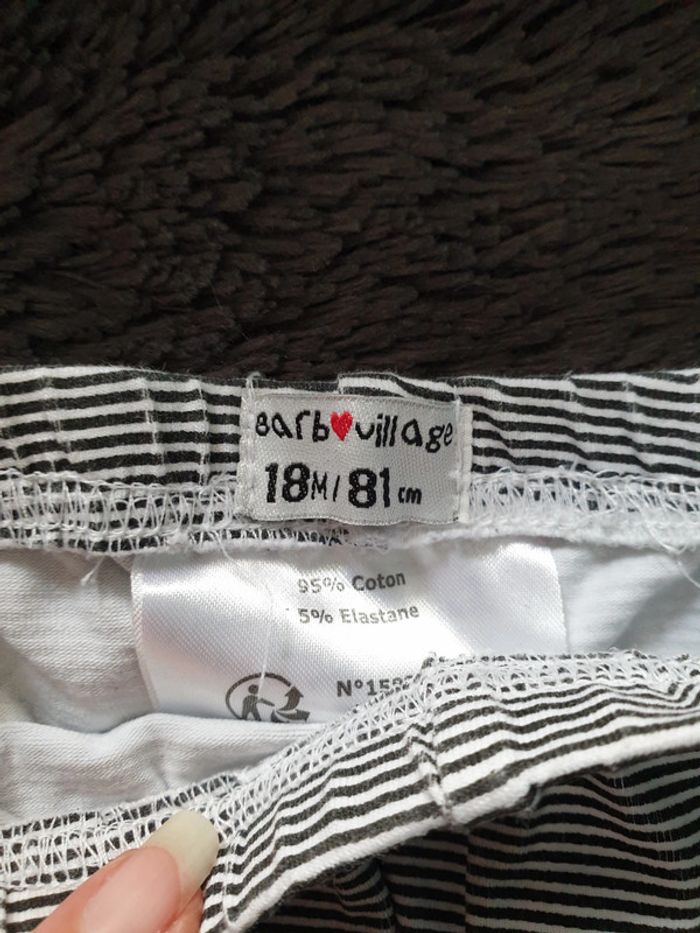 Barb♥village
18M/81cm
95% Coton
5% Elastane